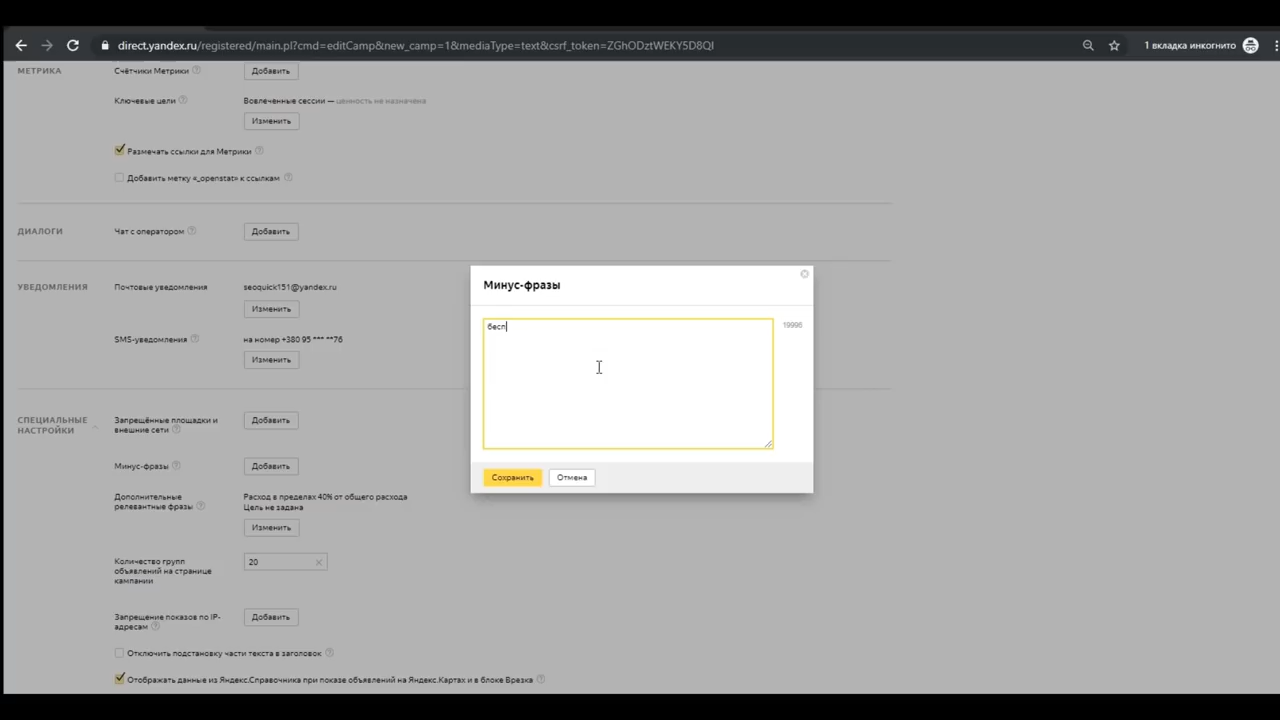 direct.yandex.ru/registered/main.pl?cmd=editCamp&new_camp=1&mediaType=text&csrf_token=ZGhODztWEKY5D8QI
1 вкладка инкогнито
МЕТРИКА
Счётчики Метрики
Добавить
Ключевые цели
Вовлеченные сессии — ценность не назначена
Изменить
Размечать ссылки для Метрики
Добавить метку «_openstat» к ссылкам
ДИАЛОГИ
Чат с оператором
Добавить
УВЕДОМЛЕНИЯ
Почтовые уведомления
seoquick151@yandex.ru
Изменить
SMS-уведомления
на номер +380 95 *** **76
Изменить
СПЕЦИАЛЬНЫЕ
НАСТРОЙКИ
Запрещённые площадки и
внешние сети
Добавить
Минус-фразы
Добавить
Дополнительные
релевантные фразы
Расход в пределах 40% от общего расхода
Цель не задана
Изменить
Количество групп
объявлений на странице
кампании
20
Запрещение показов по IP-
адресам
Добавить
Отключить подстановку части текста в заголовок
Отображать данные из Яндекс.Справочника при показе объявлений на Яндекс.Картах и в блоке Врезка
Минус-фразы
бесп
19996
Сохранить
Отмена